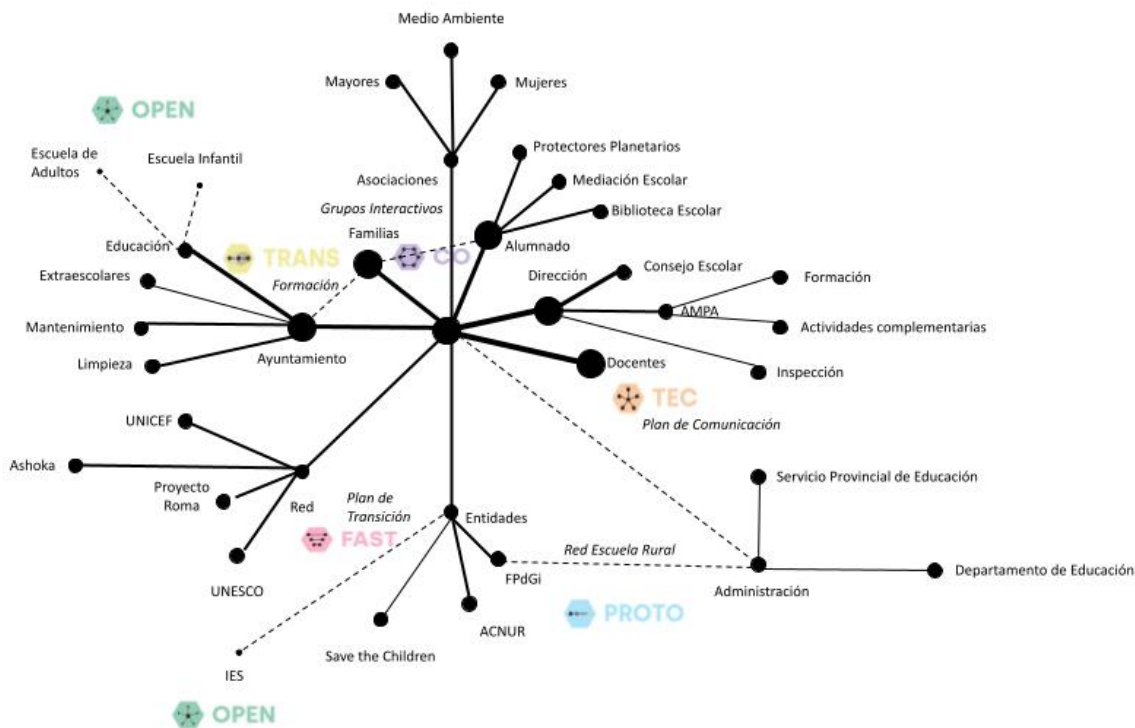 Medio Ambiente
Mayores
Mujeres
OPEN
Escuela de
Adultos
Escuela Infantil
Protectores Planetarios
Mediación Escolar
Asociaciones
Grupos Interactivos
Biblioteca Escolar
Familias
Alumnado
Educación
TRANS
CO
Extraescolares
Formación
Dirección
Consejo Escolar
Formación
AMPA
Mantenimiento
Actividades complementarias
Limpieza
Ayuntamiento
Docentes
Inspección
TEC
Plan de Comunicación
UNICEF
Ashoka
Proyecto
Roma
Red
Plan de
Transición
Entidades
Servicio Provincial de Educación
FAST
Red Escuela Rural
UNESCO
FPdGi
Administración
Departamento de Educación
PROTO
ACNUR
Save the Children
IES
OPEN